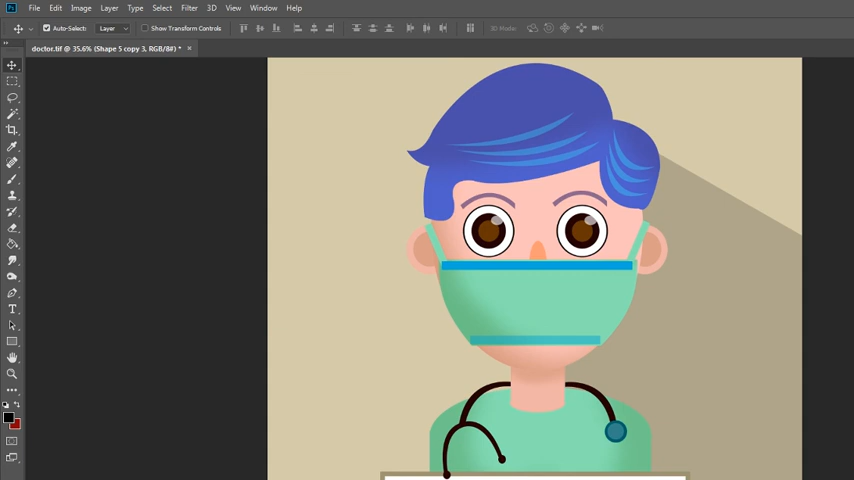 Ps File Edit Image Layer Type Select Filter 3D View Window Help
Auto-Select: Layer Show Transform Controls 3D Mode:
doctor.tif @ 35.6% (Shape 5 copy 3, RGB/8#) * ×
T